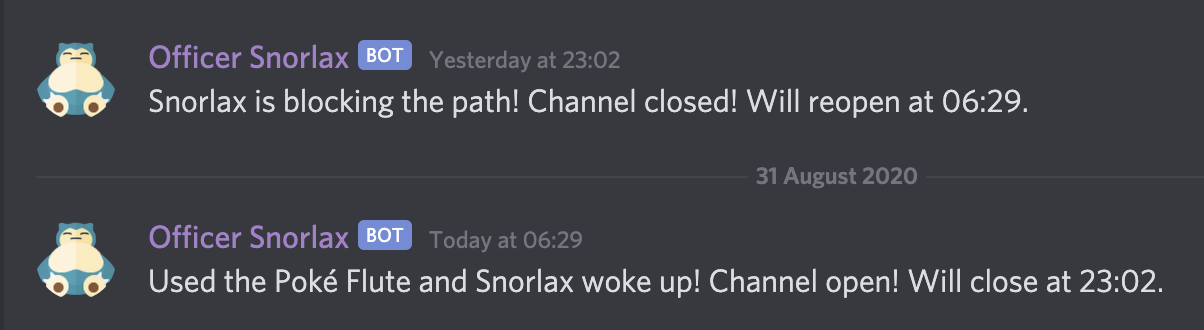 Officer Snorlax BOT Yesterday at 23:02
Snorlax is blocking the path! Channel closed! Will reopen at 06:29.
31 August 2020
Officer Snorlax BOT Today at 06:29
Used the Poké Flute and Snorlax woke up! Channel open! Will close at 23:02.